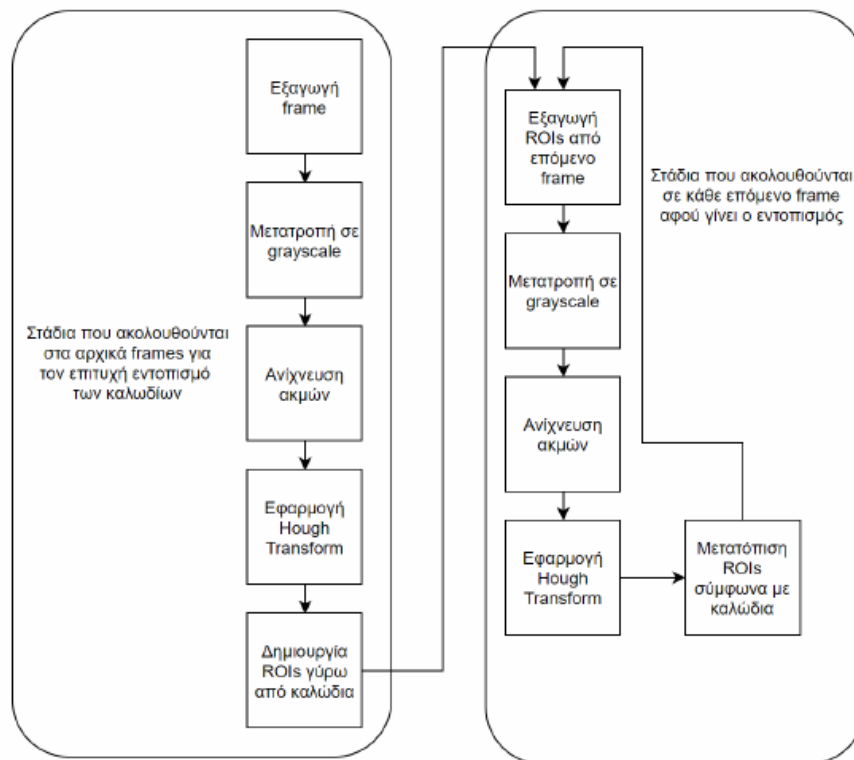 Εξαγωγή
frame
Μετατροπή σε
grayscale
Στάδια που ακολουθούνται
στα αρχικά frames για
τον επιτυχή εντοπισμό
των καλωδίων
Ανίχνευση
ακμών
Εφαρμογή
Hough
Transform
Δημιουργία
ROIs γύρω
από καλώδια
Εξαγωγή
ROIs από
επόμενο
frame
Στάδια που ακολουθούνται
σε κάθε επόμενο frame
αφού γίνει ο εντοπισμός
Μετατροπή σε
grayscale
Ανίχνευση
ακμών
Εφαρμογή
Hough
Transform
Μετατόπιση
ROIs
σύμφωνα με
καλώδια